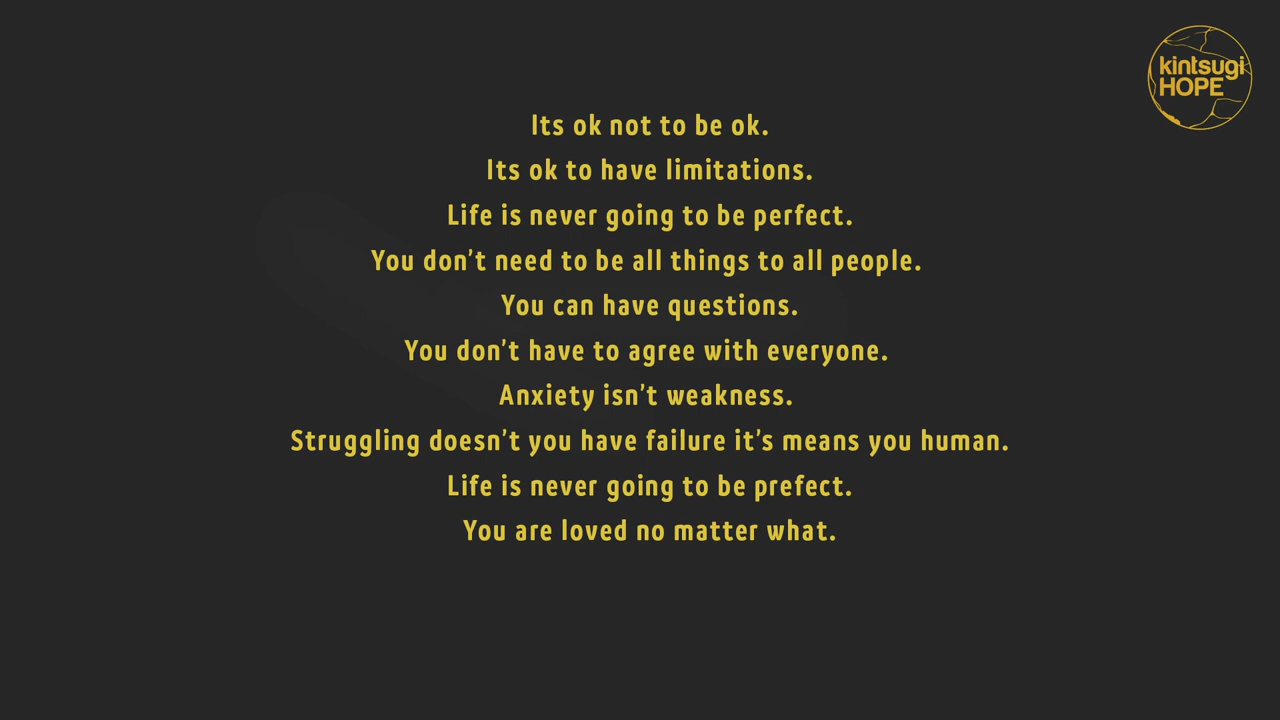 kintsugi
HOPE
Its ok not to be ok.
Its ok to have limitations.
Life is never going to be perfect.
You don't need to be all things to all people.
You can have questions.
You don't have to agree with everyone.
Anxiety isn't weakness.
Struggling doesn't you have failure it's means you human.
Life is never going to be prefect.
You are loved no matter what.